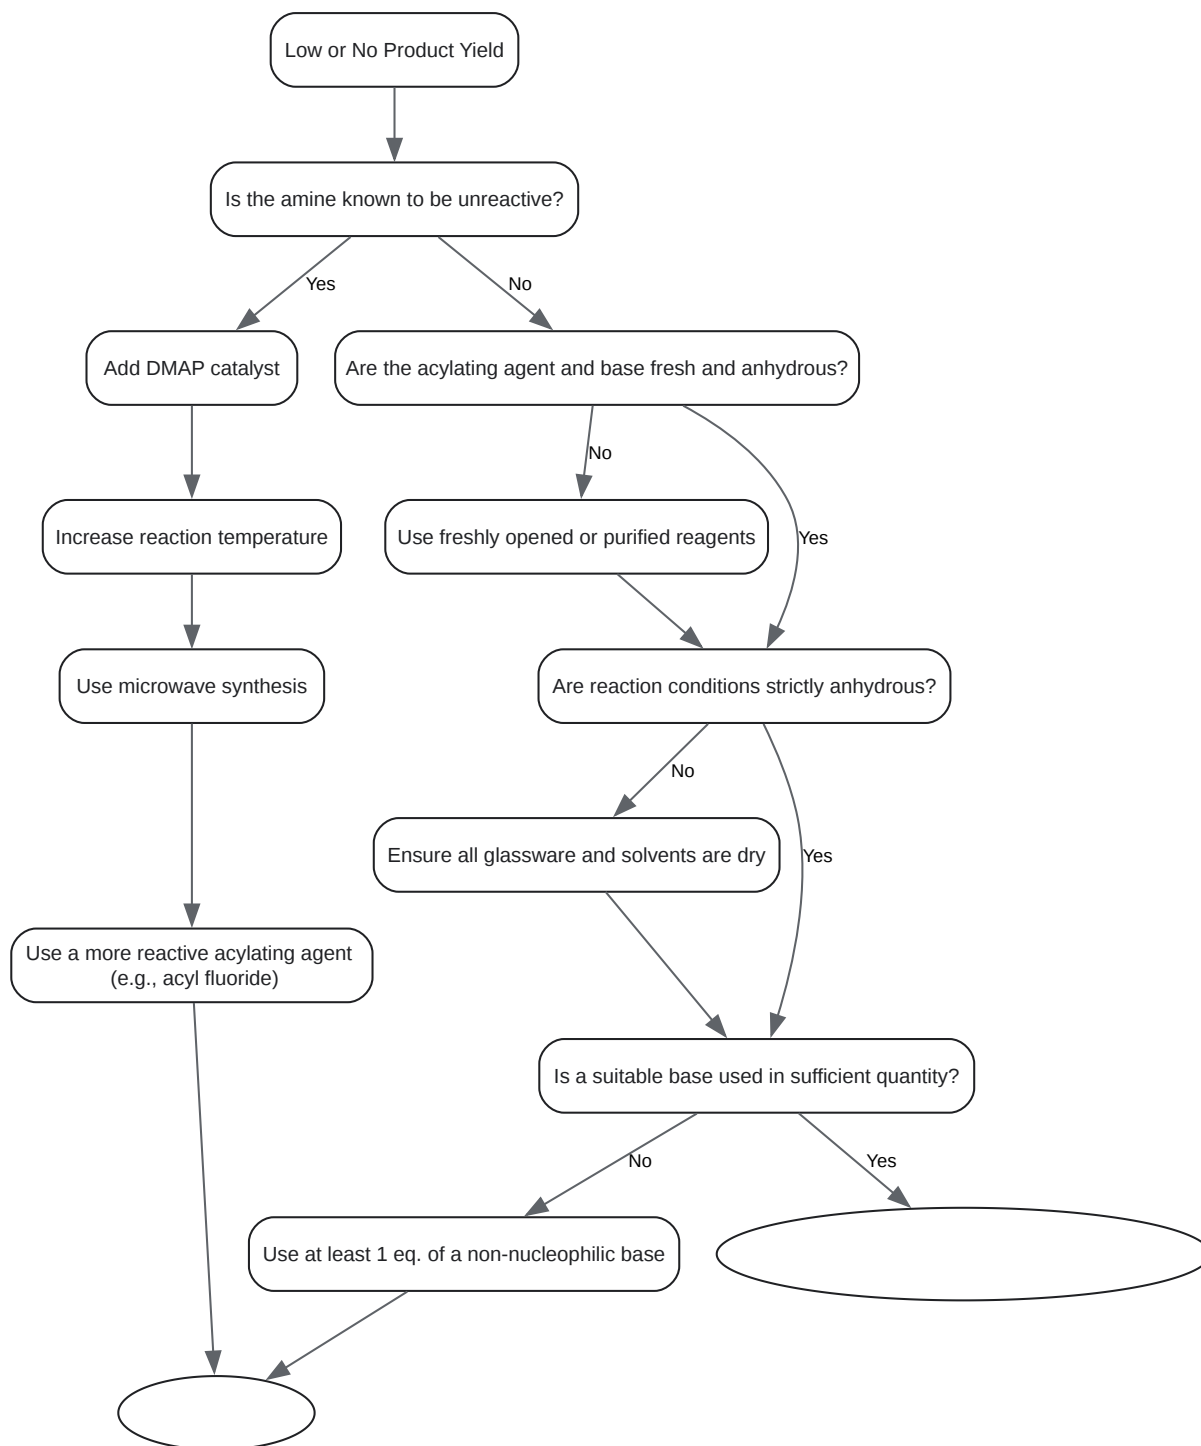 Low or No Product Yield
Is the amine known to be unreactive?
Yes
No
Add DMAP catalyst
Are the acylating agent and base fresh and anhydrous?
No
Increase reaction temperature
Use freshly opened or purified reagents
Yes
Use microwave synthesis
Are reaction conditions strictly anhydrous?
No
Ensure all glassware and solvents are dry
Yes
Use a more reactive acylating agent
(e.g., acyl fluoride)
Is a suitable base used in sufficient quantity?
No
Yes
Use at least 1 eq. of a non-nucleophilic base